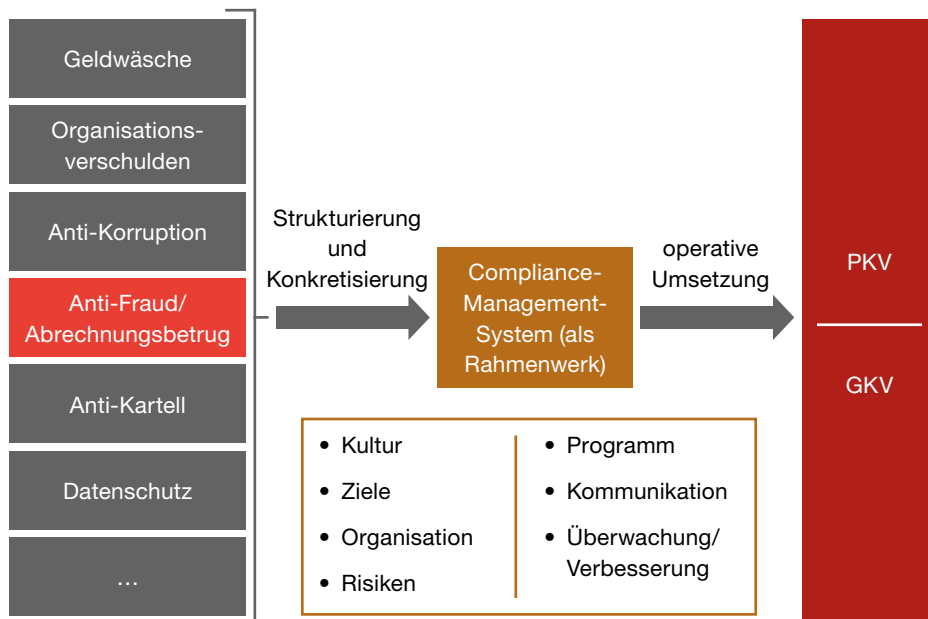 Geldwäsche
Organisations-
verschulden
Anti-Korruption
Anti-Fraud/
Abrechnungsbetrug
Anti-Kartell
Datenschutz
…
Strukturierung
und
Konkretisierung
Compliance-
Management-
System (als
Rahmenwerk)
operative
Umsetzung
PKV
GKV
• Kultur
• Ziele
• Organisation
• Risiken
• Programm
• Kommunikation
• Überwachung/
Verbesserung